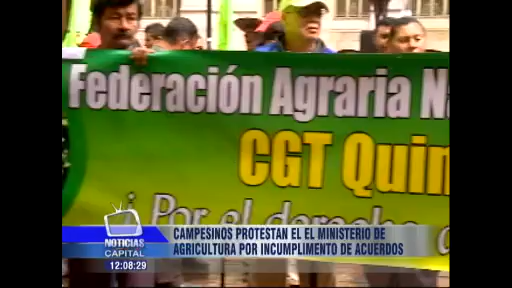 Federación Agraria Na
CGT Quin
¡ Por el derecho a
CAMPESINOS PROTESTAN EL EL MINISTERIO DE
AGRICULTURA POR INCUMPLIMENTO DE ACUERDOS
NOTICIAS
CAPITAL
12:08:29